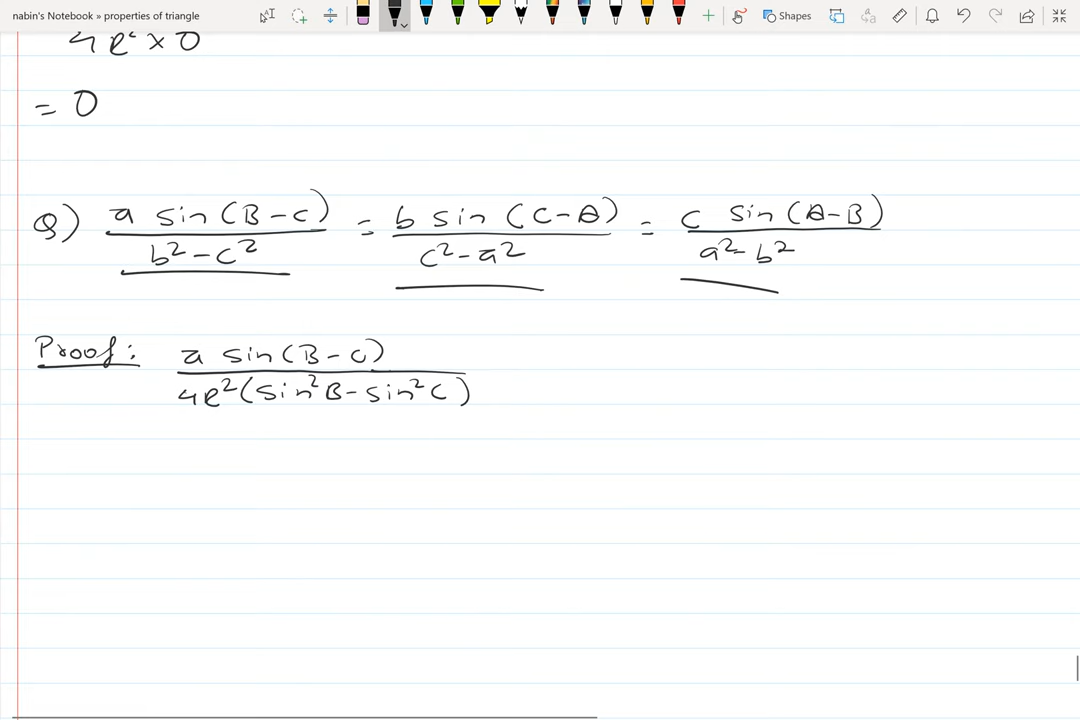 nabin's Notebook » properties of triangle
Shapes
4R² × 0
= 0
Q) a sin(B-C) / b²-c² = b sin(C-A) / c²-a² = c sin(A-B) / a²-b²
Proof: a sin(B-C) / 4R²(sin²B-sin²C)